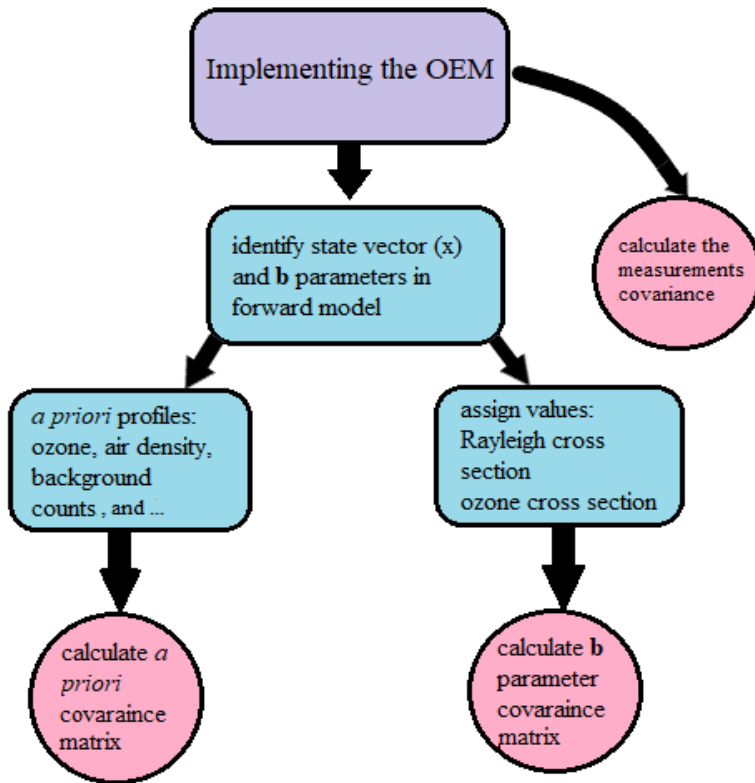 Implementing the OEM
identify state vector (x)
and b parameters in
forward model
calculate the
measurements
covariance
a priori profiles:
ozone, air density,
background
counts , and ...
assign values:
Rayleigh cross
section
ozone cross section
calculate a
priori
covaraince
matrix
calculate b
parameter
covaraince
matrix